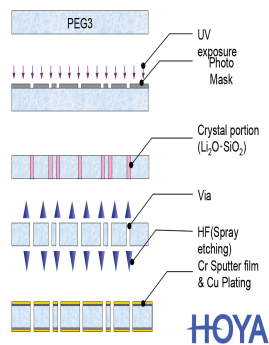 PEG3
UV
exposure
Photo
Mask
Crystal portion
(Li₂O·SiO₂)
Via
HF(Spray
etching)
Cr Sputter film
& Cu Plating
HOYA